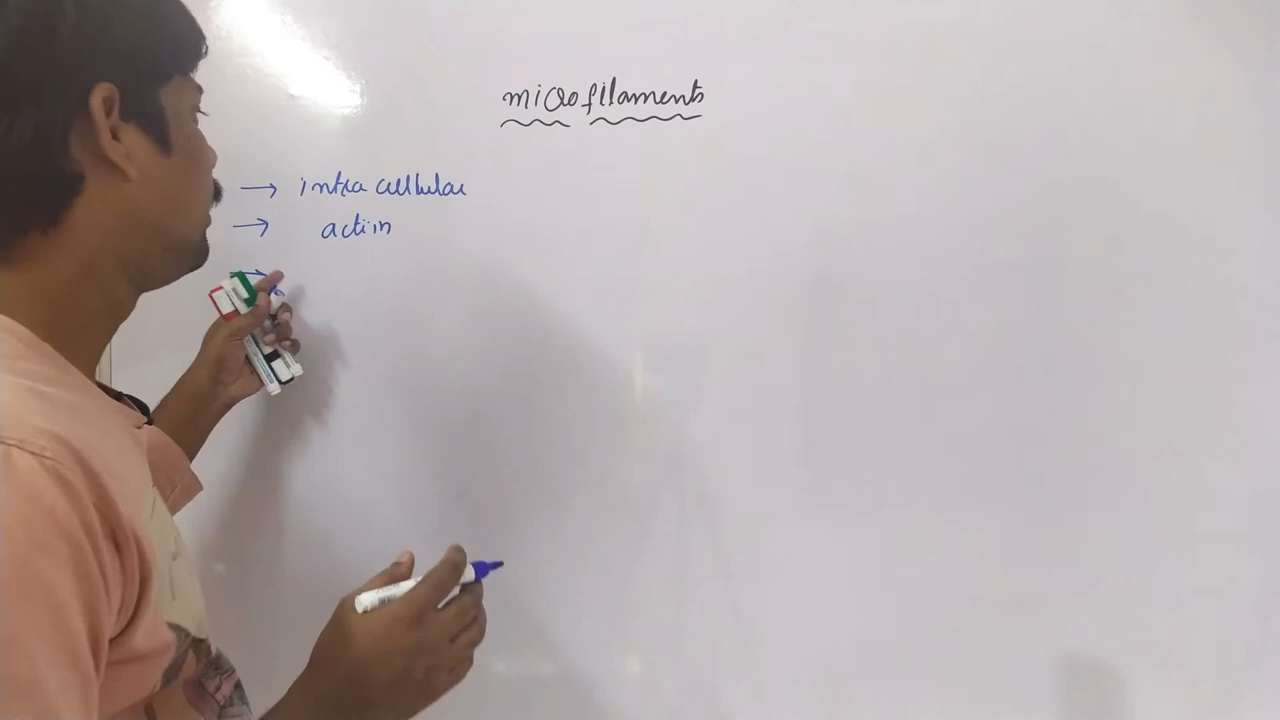 microfilaments
→ intra cellular
→ actin